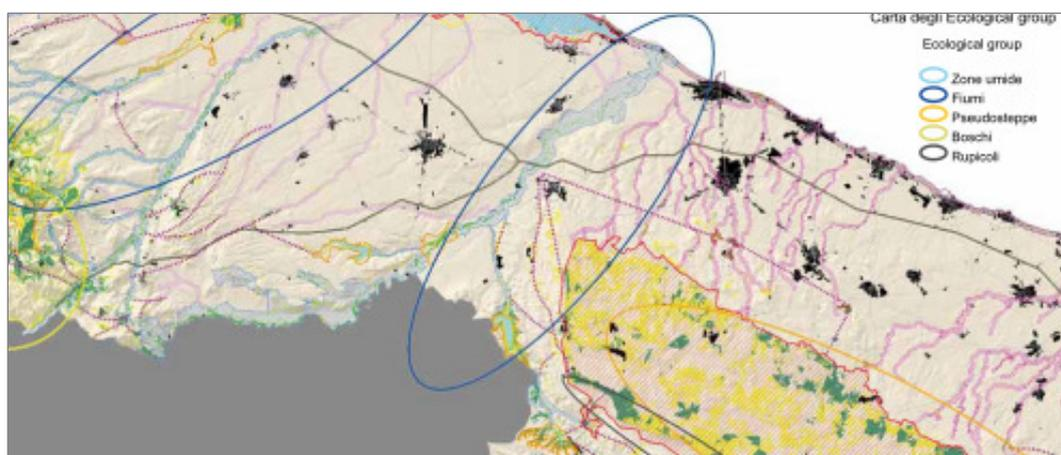 Carta degli Ecological group
Ecological group
Zone umide
Fiumi
Pseudosteppe
Boschi
Rupicoli